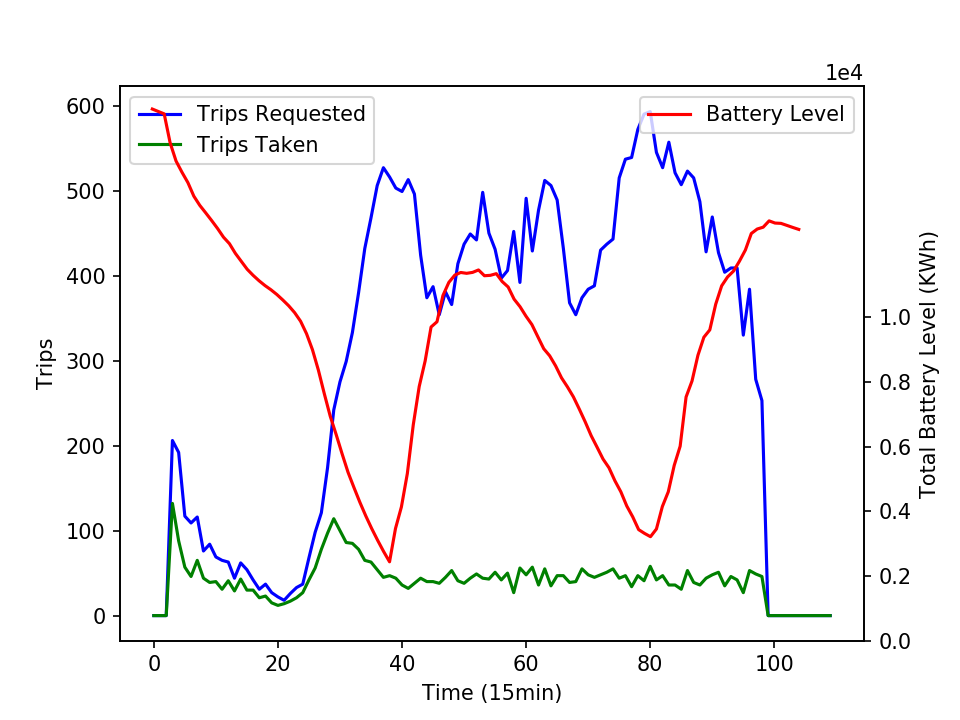 1e4
Trips Requested
Trips Taken
Battery Level
600
500
400
300
200
100
0
Trips
1.0
0.8
0.6
0.4
0.2
0.0
Total Battery Level (KWh)
0 20 40 60 80 100
Time (15min)